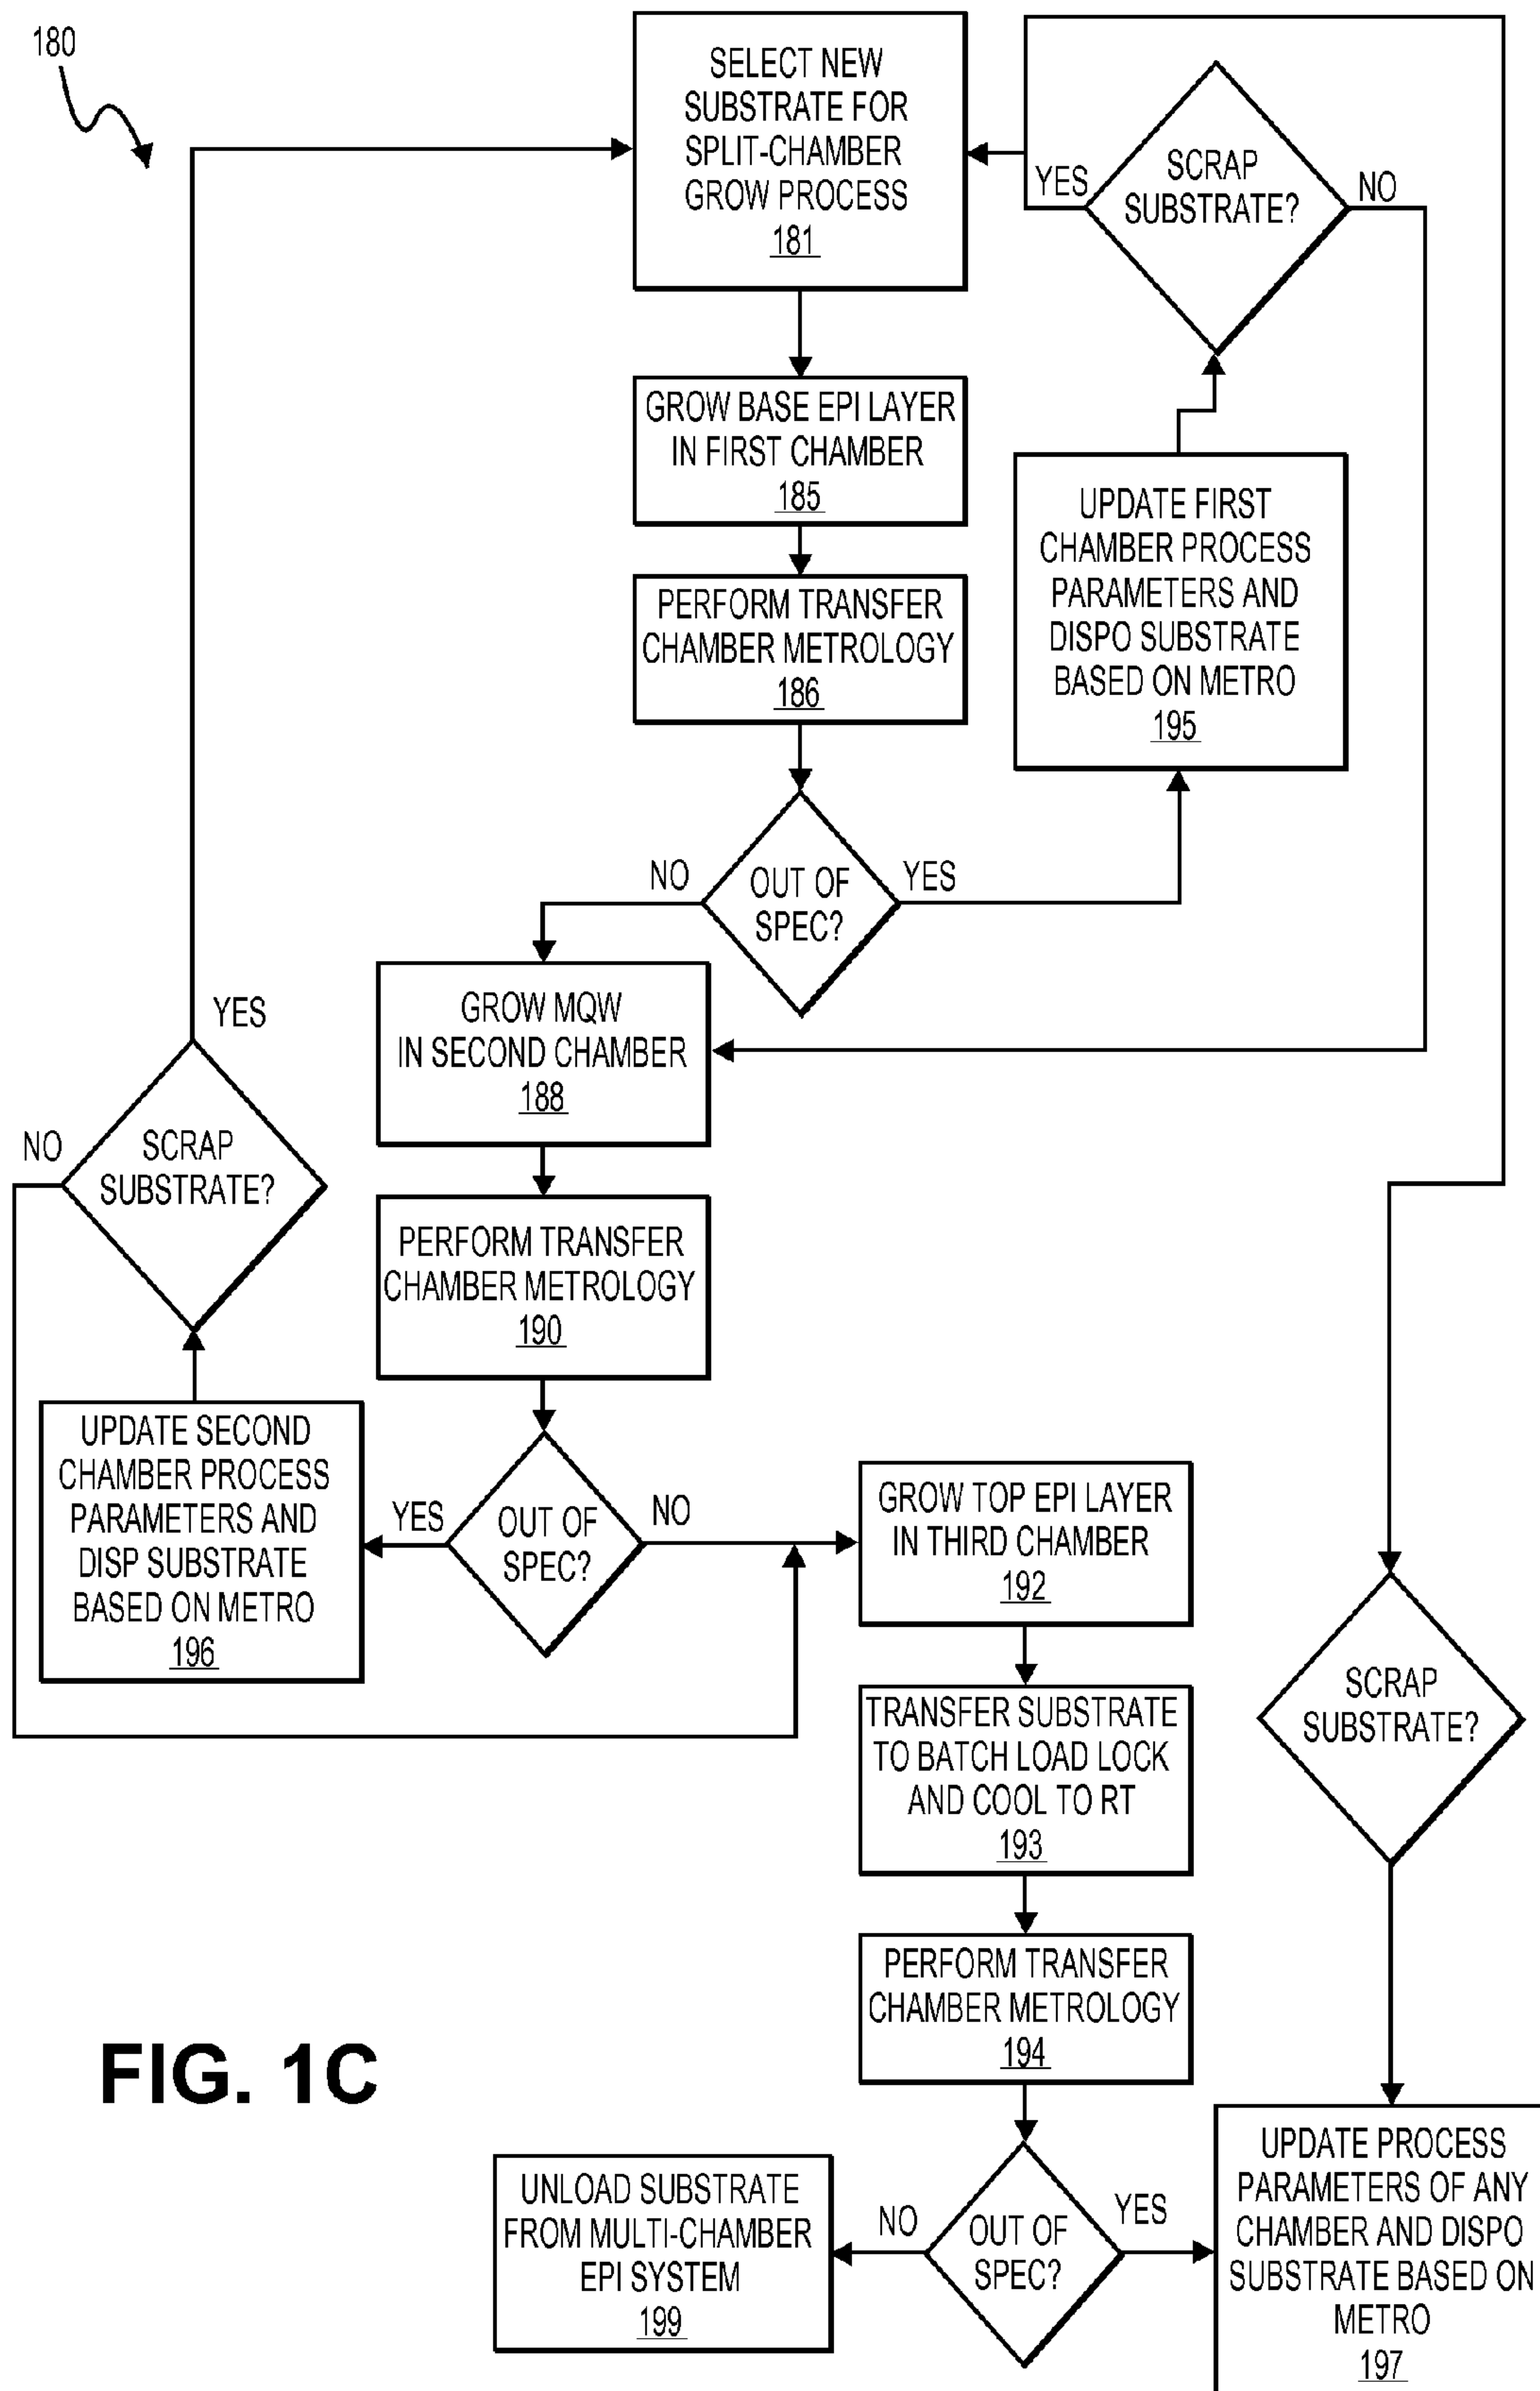 180
SELECT NEW
SUBSTRATE FOR
SPLIT-CHAMBER
GROW PROCESS
181
SCRAP
SUBSTRATE?
YES
NO
GROW BASE EPI LAYER
IN FIRST CHAMBER
185
PERFORM TRANSFER
CHAMBER METROLOGY
186
UPDATE FIRST
CHAMBER PROCESS
PARAMETERS AND
DISPO SUBSTRATE
BASED ON METRO
195
OUT OF
SPEC?
NO
YES
GROW MQW
IN SECOND CHAMBER
188
YES
NO
SCRAP
SUBSTRATE?
PERFORM TRANSFER
CHAMBER METROLOGY
190
UPDATE SECOND
CHAMBER PROCESS
PARAMETERS AND
DISP SUBSTRATE
BASED ON METRO
196
YES
OUT OF
SPEC?
NO
GROW TOP EPI LAYER
IN THIRD CHAMBER
192
TRANSFER SUBSTRATE
TO BATCH LOAD LOCK
AND COOL TO RT
193
SCRAP
SUBSTRATE?
PERFORM TRANSFER
CHAMBER METROLOGY
194
FIG. 1C
UNLOAD SUBSTRATE
FROM MULTI-CHAMBER
EPI SYSTEM
199
NO
OUT OF
SPEC?
YES
UPDATE PROCESS
PARAMETERS OF ANY
CHAMBER AND DISPO
SUBSTRATE BASED ON
METRO
197